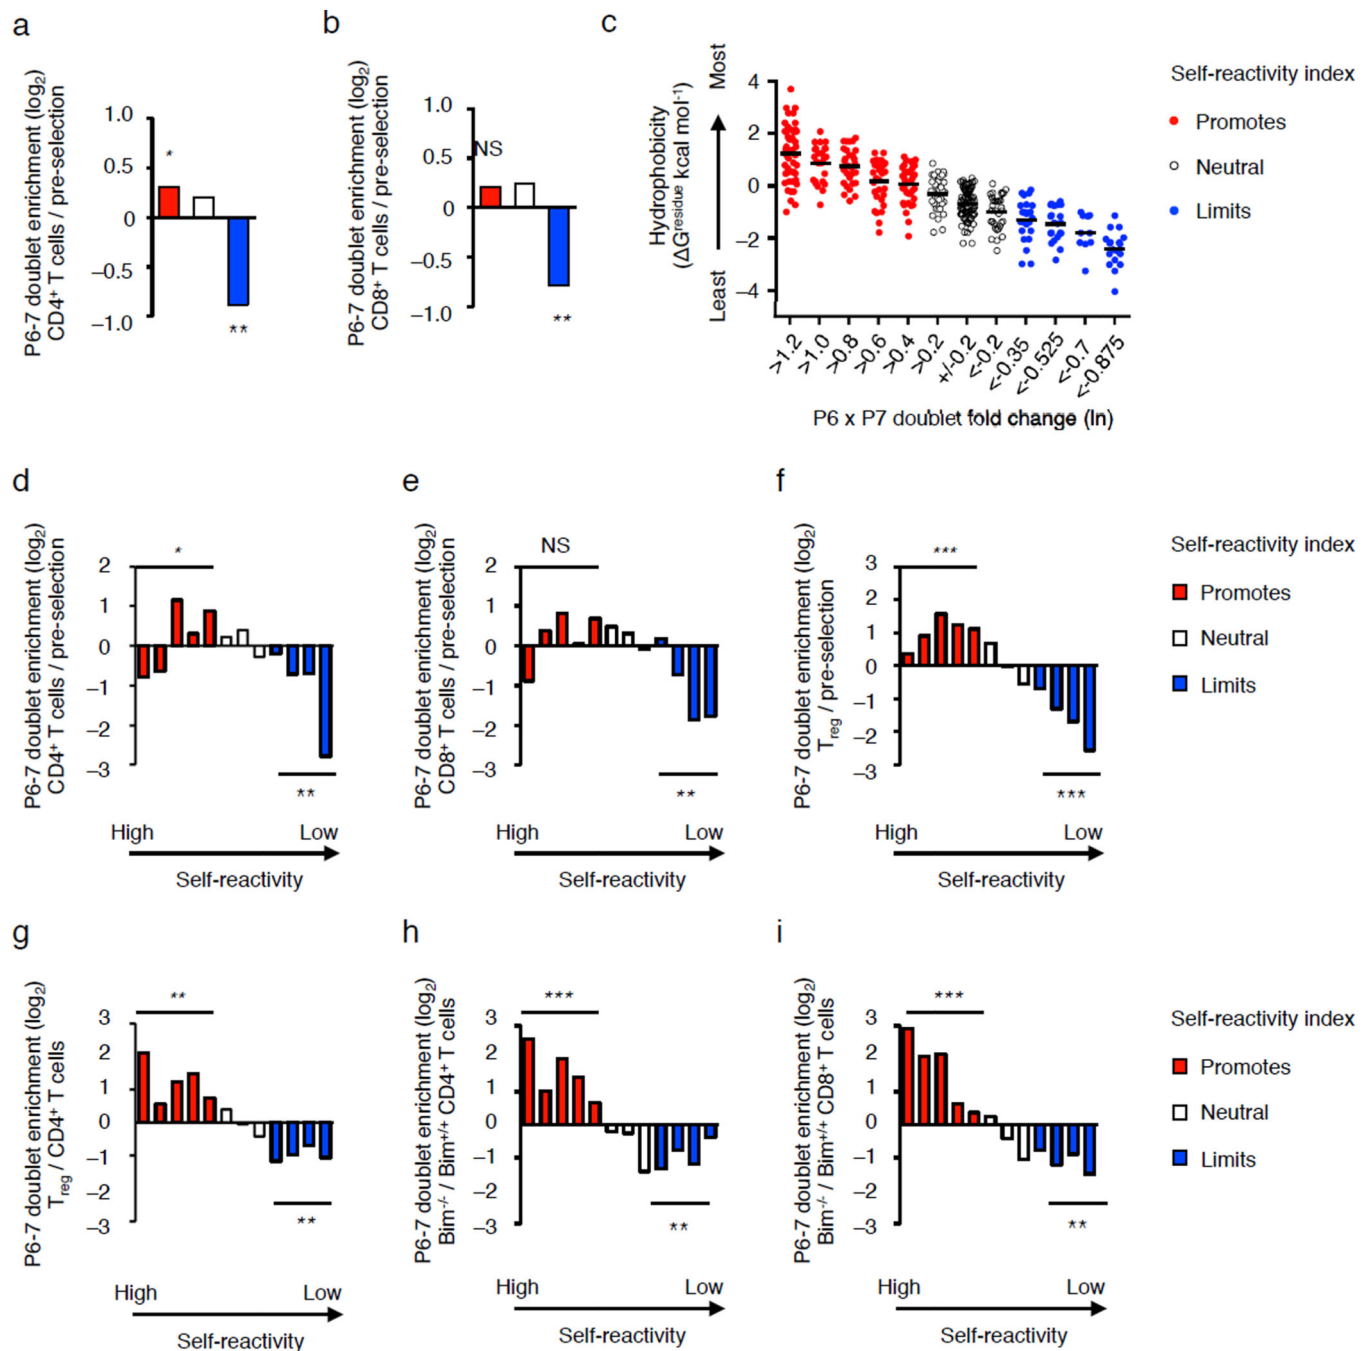 a
P6-7 doublet enrichment (log2)
CD4+ T cells / pre-selection
1.0
0.5
0
–0.5
–1.0
*
**
b
P6-7 doublet enrichment (log2)
CD8+ T cells / pre-selection
1.0
0.5
0
–0.5
–1.0
NS
**
c
Hydrophobicity
(ΔGresidue kcal mol-1)
Least
Most
4
2
0
–2
–4
>1.2
>1.0
>0.8
>0.6
>0.4
>0.2
+/-0.2
<-0.2
<-0.35
<-0.525
<-0.7
<-0.875
P6 x P7 doublet fold change (ln)
Self-reactivity index
Promotes
Neutral
Limits
d
P6-7 doublet enrichment (log2)
CD4+ T cells / pre-selection
2
1
0
–1
–2
–3
*
**
High Low
Self-reactivity
e
P6-7 doublet enrichment (log2)
CD8+ T cells / pre-selection
2
1
0
–1
–2
–3
NS
**
High Low
Self-reactivity
f
P6-7 doublet enrichment (log2)
Treg / pre-selection
3
2
1
0
–1
–2
–3
***
***
High Low
Self-reactivity
Self-reactivity index
Promotes
Neutral
Limits
g
P6-7 doublet enrichment (log2)
Treg / CD4+ T cells
3
2
1
0
–1
–2
–3
**
**
High Low
Self-reactivity
h
P6-7 doublet enrichment (log2)
Bim-/- / Bim+/+ CD4+ T cells
3
2
1
0
–1
–2
–3
***
**
High Low
Self-reactivity
i
P6-7 doublet enrichment (log2)
Bim-/- / Bim+/+ CD8+ T cells
3
2
1
0
–1
–2
–3
***
**
High Low
Self-reactivity
Self-reactivity index
Promotes
Neutral
Limits